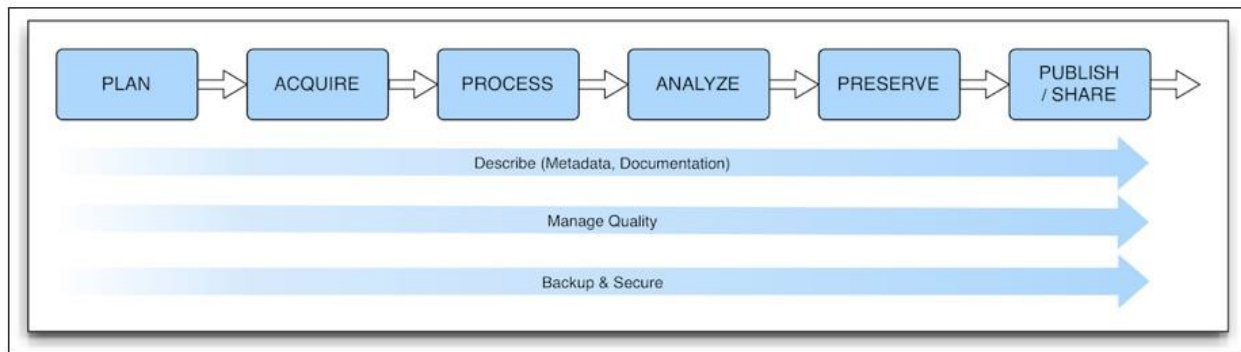 PLAN
ACQUIRE
PROCESS
ANALYZE
PRESERVE
PUBLISH
/ SHARE
Describe (Metadata, Documentation)
Manage Quality
Backup & Secure